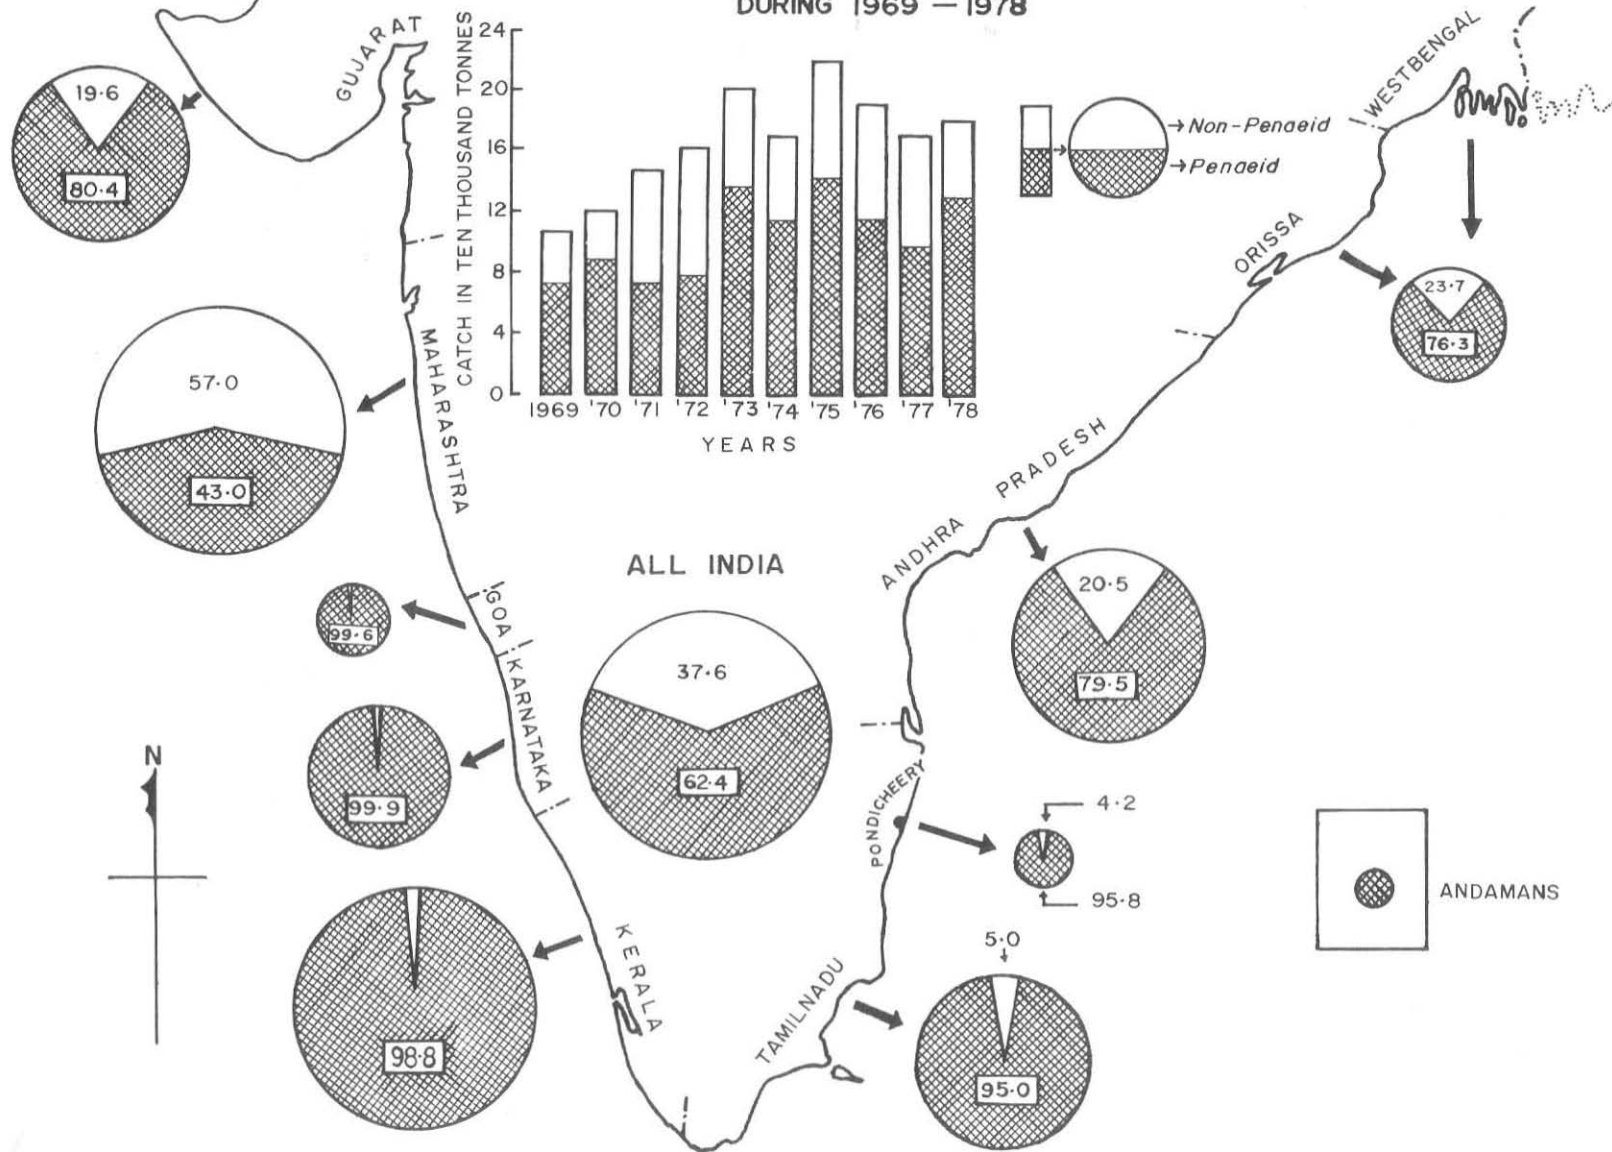 DURING 1969 — 1978
GUJARAT
19·6
80·4
CATCH IN TEN THOUSAND TONNES
24
20
16
12
8
4
0
1969 '70 '71 '72 '73 '74 '75 '76 '77 '78
YEARS
→ Non-Penaeid
→ Penaeid
WESTBENGAL
ORISSA
23·7
76·3
MAHARASHTRA
57·0
43·0
ANDHRA PRADESH
20·5
79·5
ALL INDIA
37·6
62·4
GOA
99·6
KARNATAKA
99·9
N
PONDICHEERY
4·2
95·8
ANDAMANS
KERALA
98·8
TAMILNADU
5·0
95·0